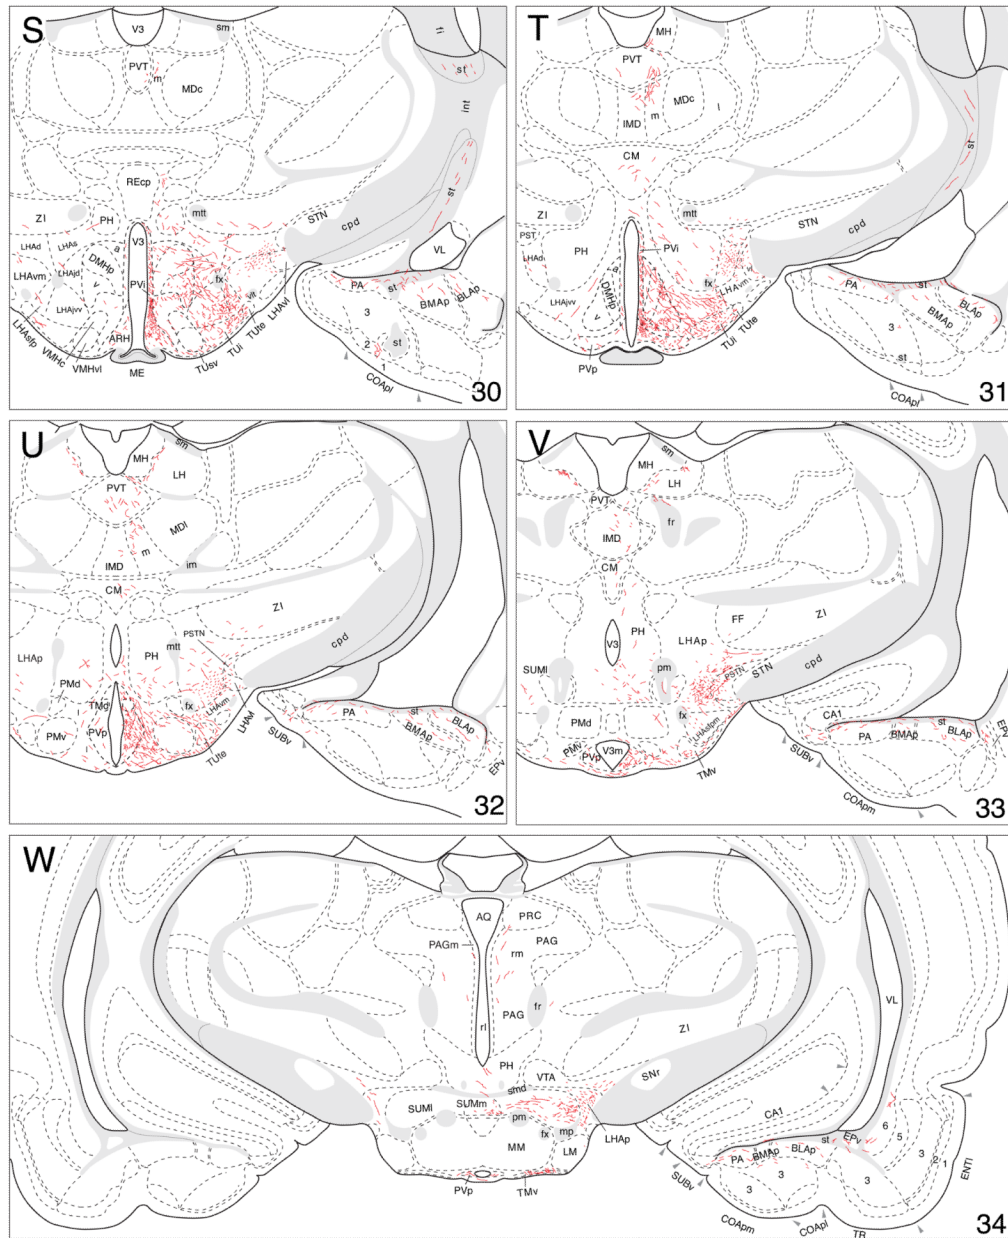 S
V3
sm
fi
PVT
m
MDc
st
int
REcp
st
ZI
PH
mtt
STN
cpd
LHAd
LHAs
V3
a
DMHp
VL
LHAvm
LHAjd
v
PVi
fx
PA
st
BMAp
BLAp
LHAjvv
LHAvl
3
LHAsfp
VMHc
ARH
TUi
TUte
2
st
VMHvl
ME
TUsv
1
COApl
30
T
MH
PVT
MDc
l
m
IMD
st
CM
ZI
mtt
STN
cpd
PST
LHAd
PH
PVi
a
fx
LHAvm
vl
PA
st
BLAp
LHAjvv
DMHp
BMAp
v
TUte
3
TUi
st
PVp
COApl
31
U
sm
MH
LH
PVT
MDl
m
IMD
im
CM
ZI
PSTN
cpd
LHAp
mtt
PH
PMd
TMd
fx
LHAvm
LHAvl
PA
st
BLAp
PMv
PVp
BMAp
TUte
SUBv
EPv
32
V
sm
MH
LH
PVT
fr
IMD
CM
FF
ZI
PH
V3
LHAp
SUMl
pm
PSTN
STN
cpd
PMd
fx
LHAsfpm
CA1
st
PMv
V3m
PA
BMAp
BLAp
EPv
PVp
SUBv
TMv
COApm
33
W
AQ
PRC
PAGm
PAG
rm
VL
fr
PAG
rl
ZI
PH
VTA
SNr
smd
SUMl
SUMm
pm
CA1
6
fx
mp
LHAp
st
EPv
5
MM
LM
PA
BMAp
BLAp
3
2
1
ENTl
PVp
TMv
SUBv
3
3
3
COApm
COApl
TR
34